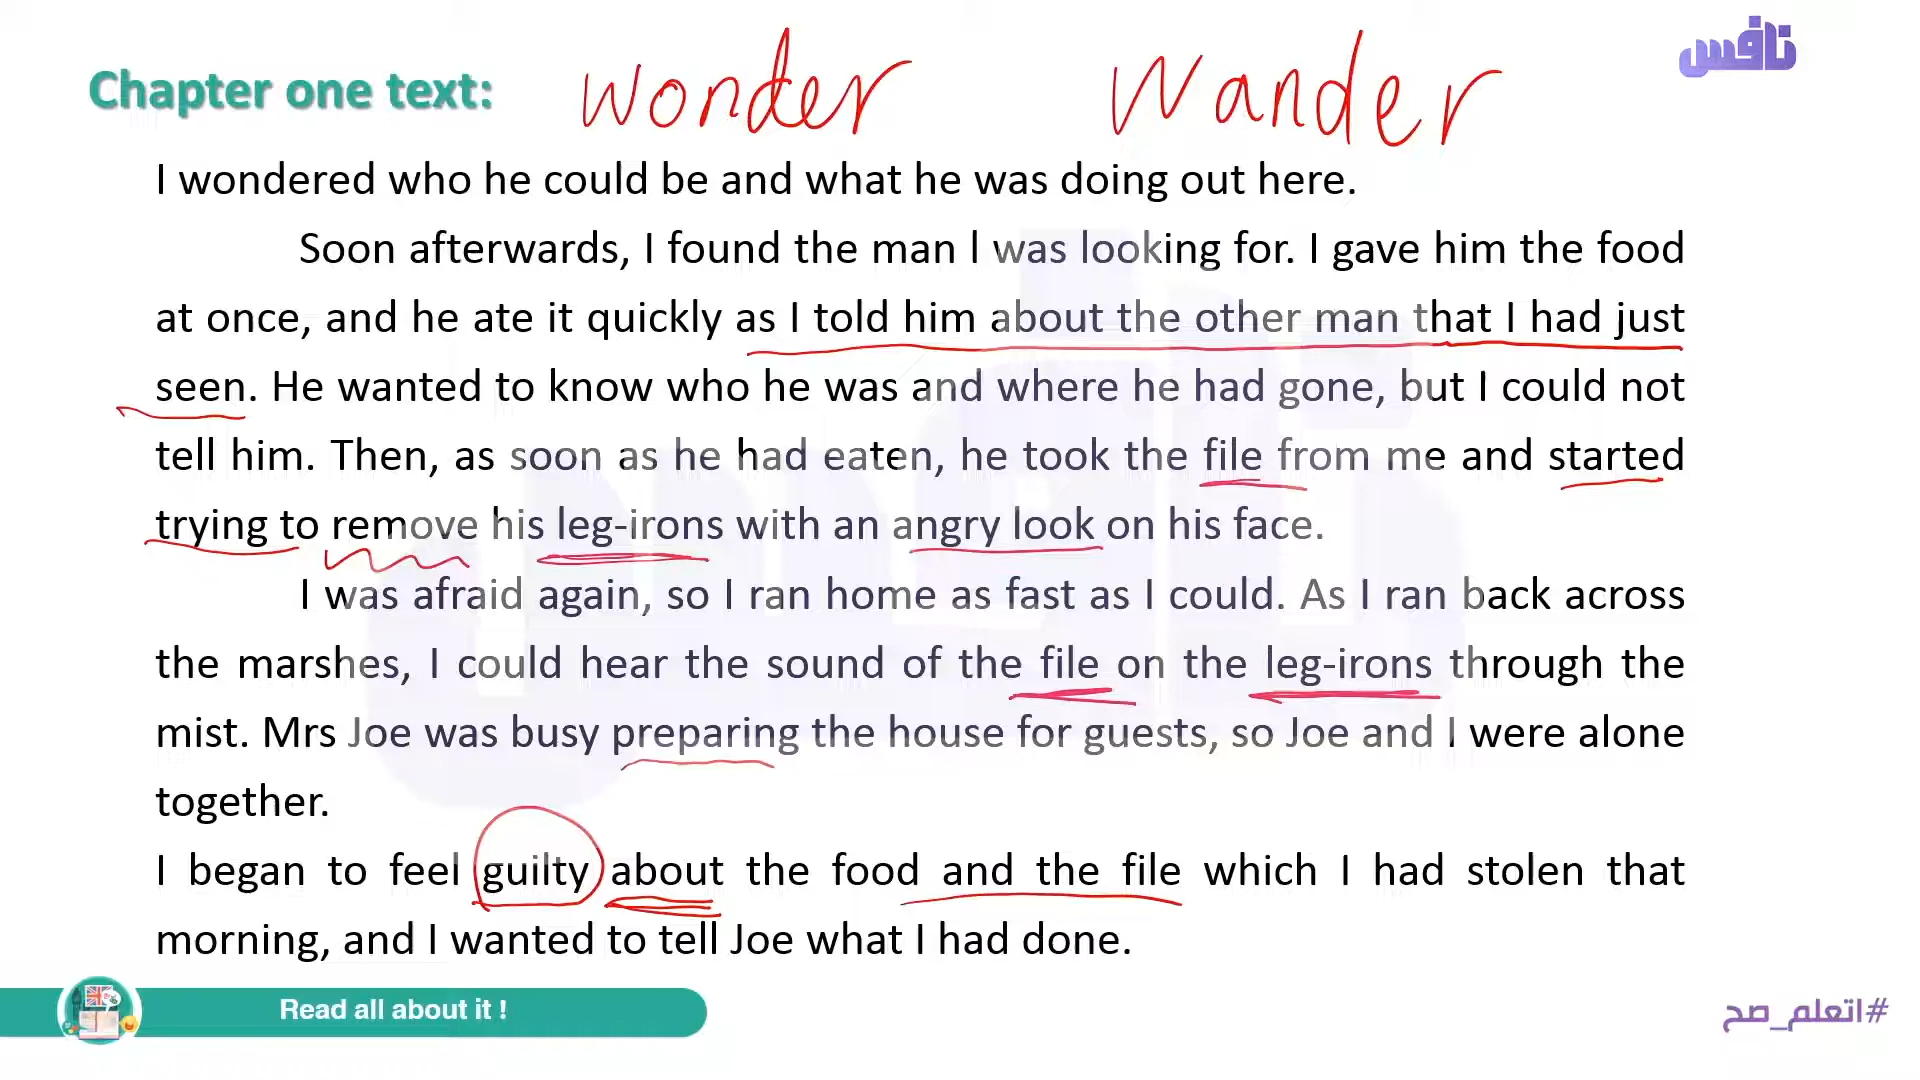 Chapter one text: wonder wander نافس
I wondered who he could be and what he was doing out here.
Soon afterwards, I found the man l was looking for. I gave him the food
at once, and he ate it quickly as I told him about the other man that I had just
seen. He wanted to know who he was and where he had gone, but I could not
tell him. Then, as soon as he had eaten, he took the file from me and started
trying to remove his leg-irons with an angry look on his face.
I was afraid again, so I ran home as fast as I could. As I ran back across
the marshes, I could hear the sound of the file on the leg-irons through the
mist. Mrs Joe was busy preparing the house for guests, so Joe and I were alone
together.
I began to feel guilty about the food and the file which I had stolen that
morning, and I wanted to tell Joe what I had done.
Read all about it !
#اتعلم_صح